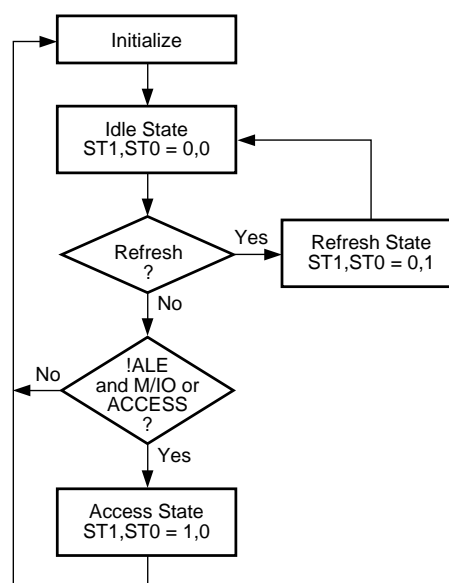 Initialize
Idle State
ST1,ST0 = 0,0
Refresh
?
Yes
Refresh State
ST1,ST0 = 0,1
No
!ALE
and M/IO or
ACCESS
?
No
Yes
Access State
ST1,ST0 = 1,0